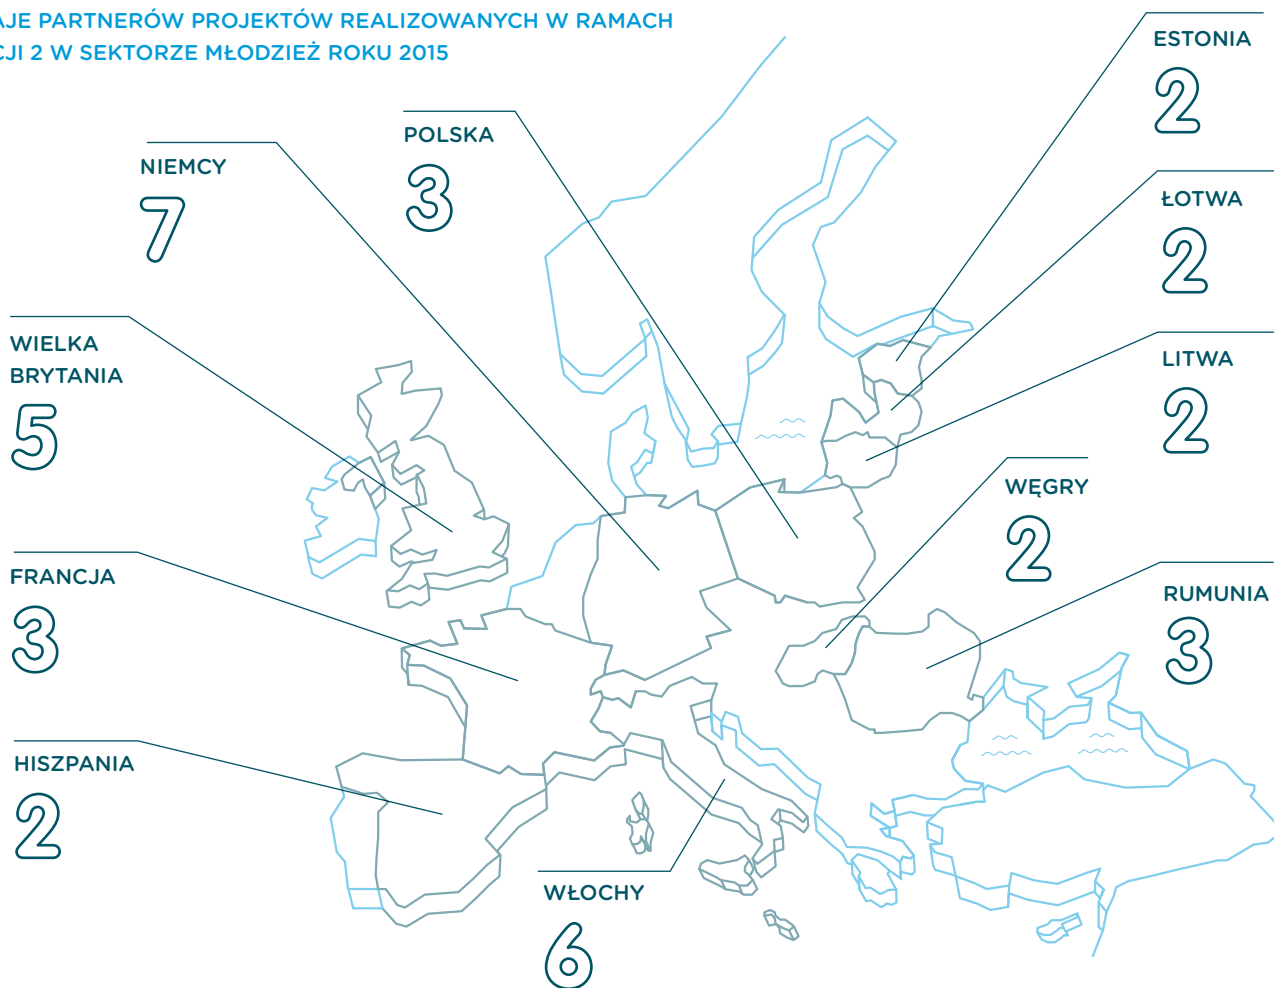 AJE PARTNERÓW PROJEKTÓW REALIZOWANYCH W RAMACH
CJI 2 W SEKTORZE MŁODZIEŻ ROKU 2015
ESTONIA
2
POLSKA
3
NIEMCY
7
ŁOTWA
2
WIELKA
BRYTANIA
5
LITWA
2
WĘGRY
2
FRANCJA
3
RUMUNIA
3
HISZPANIA
2
WŁOCHY
6